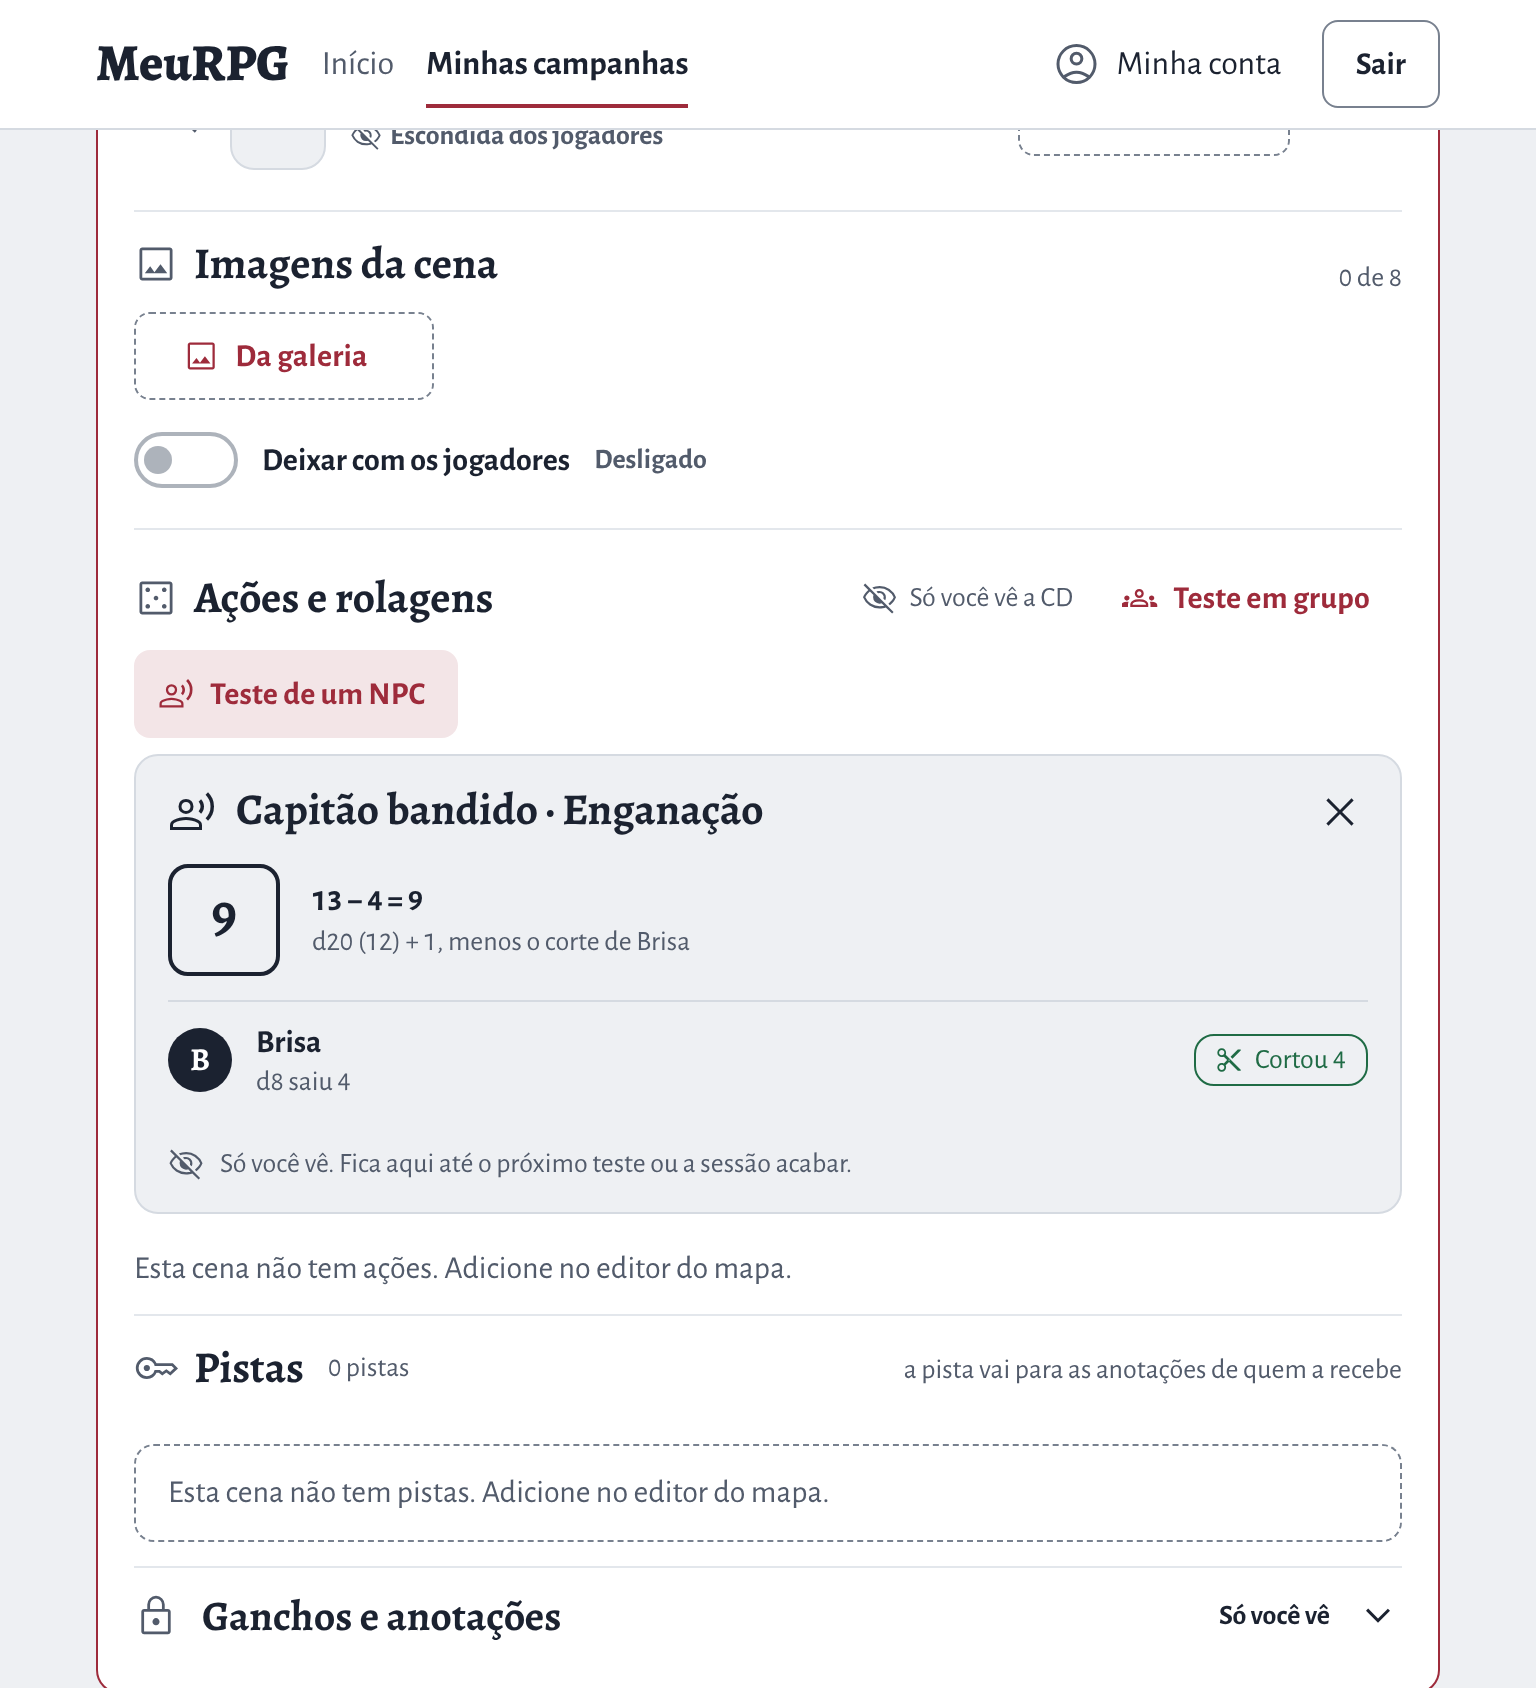 MeuRPG Início Minhas campanhas Minha conta Sair
Escondida dos jogadores
Imagens da cena
0 de 8
Da galeria
Deixar com os jogadores Desligado
Ações e rolagens Só você vê a CD Teste em grupo
Teste de um NPC
Capitão bandido · Enganação
9
13 – 4 = 9
d20 (12) + 1, menos o corte de Brisa
B
Brisa
d8 saiu 4
Cortou 4
Só você vê. Fica aqui até o próximo teste ou a sessão acabar.
Esta cena não tem ações. Adicione no editor do mapa.
Pistas 0 pistas a pista vai para as anotações de quem a recebe
Esta cena não tem pistas. Adicione no editor do mapa.
Ganchos e anotações Só você vê